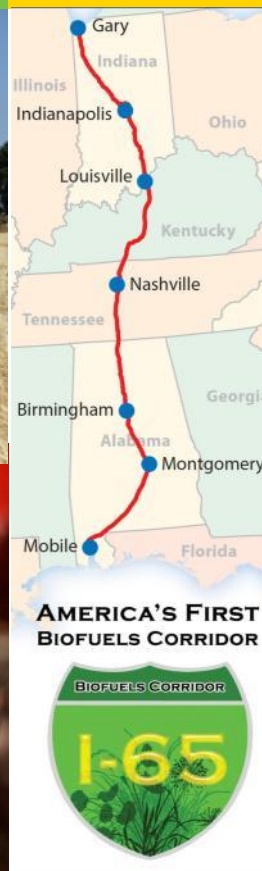 Gary
Indiana
Illinois
Indianapolis
Ohio
Louisville
Kentucky
Nashville
Tennessee
Birmingham
Georgi
Alabama
Montgomery
Mobile
Florida
AMERICA'S FIRST
BIOFUELS CORRIDOR
BIOFUELS CORRIDOR
I-65